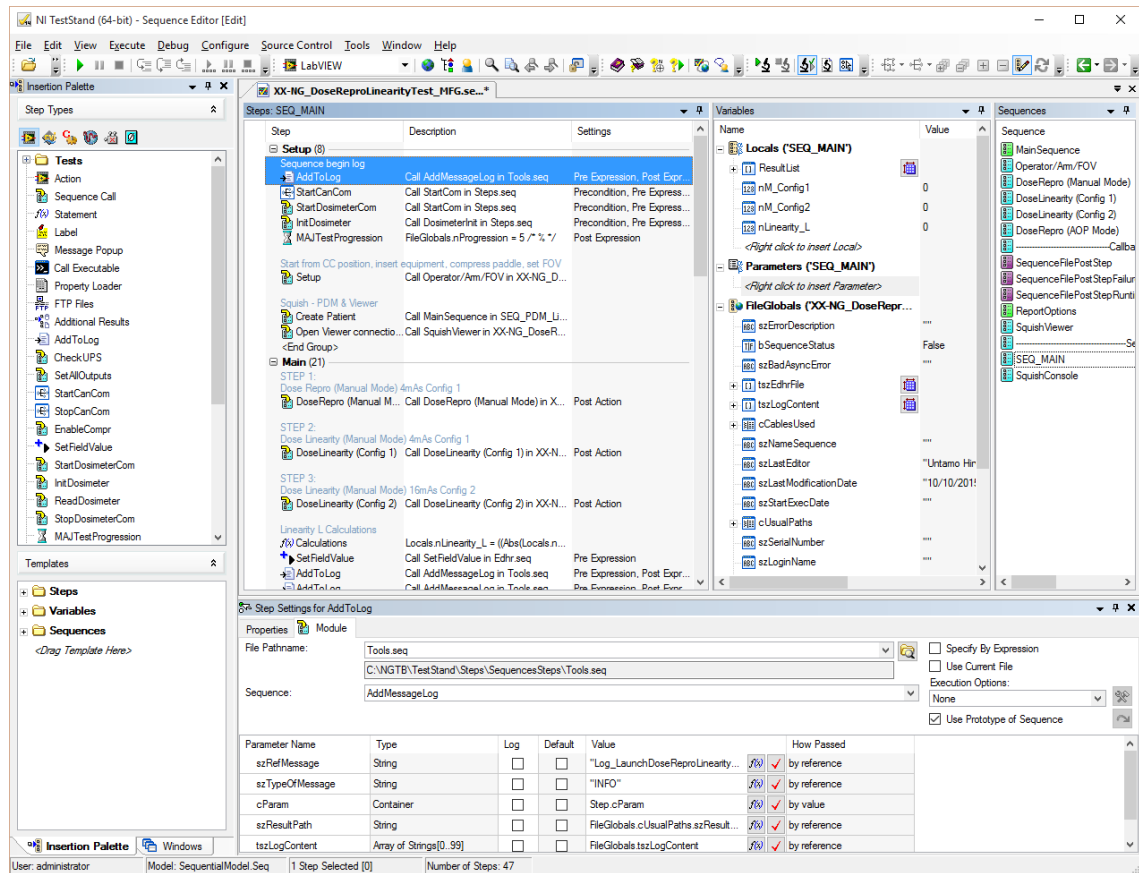 NI TestStand (64-bit) - Sequence Editor [Edit]
File Edit View Execute Debug Configure Source Control Tools Window Help
LabVIEW
Insertion Palette
Step Types
Tests
Action
Sequence Call
f(x) Statement
Label
Message Popup
Call Executable
Property Loader
FTP Files
Additional Results
AddToLog
CheckUPS
SetAllOutputs
StartCanCom
StopCanCom
EnableCompr
SetFieldValue
StartDosimeterCom
InitDosimeter
ReadDosimeter
StopDosimeterCom
MAJTestProgression
Templates
Steps
Variables
Sequences
<Drag Template Here>
Insertion Palette Windows
XX-NG_DoseReproLinearityTest_MFG.se...*
Steps: SEQ_MAIN
Step Description Settings
Setup (8)
Sequence begin log
AddToLog Call AddMessageLog in Tools.seq Pre Expression, Post Expr...
StartCanCom Call StartCom in Steps.seq Precondition, Pre Express...
StartDosimeterCom Call StartCom in Steps.seq Precondition, Pre Express...
InitDosimeter Call DosimeterInit in Steps.seq Precondition, Pre Express...
MAJTestProgression FileGlobals.nProgression = 5 /* % */ Post Expression
Start from CC position, insert equipment, compress paddle, set FOV
Setup Call Operator/Arm/FOV in XX-NG_D...
Squish - PDM & Viewer
Create Patient Call MainSequence in SEQ_PDM_Li...
Open Viewer connectio... Call SquishViewer in XX-NG_DoseR...
<End Group>
Main (21)
STEP 1:
Dose Repro (Manual Mode) 4mAs Config 1
DoseRepro (Manual M... Call DoseRepro (Manual Mode) in X... Post Action
STEP 2:
Dose Linearity (Manual Mode) 4mAs Config 1
DoseLinearity (Config 1) Call DoseLinearity (Config 1) in XX-N... Post Action
STEP 3:
Dose Linearity (Manual Mode) 16mAs Config 2
DoseLinearity (Config 2) Call DoseLinearity (Config 2) in XX-N... Post Action
Linearity L Calculations
f(x) Calculations Locals.nLinearity_L = ((Abs(Locals.n...
SetFieldValue Call SetFieldValue in Edhr.seq Pre Expression
AddToLog Call AddMessageLog in Tools.seq Pre Expression, Post Expr...
AddToLog Call AddMessageLog in Tools.seq Pre Expression, Post Expr...
Variables
Name Value
Locals ('SEQ_MAIN')
ResultList
nM_Config1 0
nM_Config2 0
nLinearity_L 0
<Right click to insert Local>
Parameters ('SEQ_MAIN')
<Right click to insert Parameter>
FileGlobals ('XX-NG_DoseRepr...
szErrorDescription ""
bSequenceStatus False
szBadAsyncError ""
tszEdhrFile
tszLogContent
cCablesUsed
szNameSequence ""
szLastEditor "Untamo Hir
szLastModificationDate "10/10/201
szStartExecDate ""
cUsualPaths
szSerialNumber ""
szLoginName ""
Sequences
Sequence
MainSequence
Operator/Arm/FOV
DoseRepro (Manual Mode)
DoseLinearity (Config 1)
DoseLinearity (Config 2)
DoseRepro (AOP Mode)
-----------------------Callba
SequenceFilePostStep
SequenceFilePostStepFailur
SequenceFilePostStepRunti
ReportOptions
SquishViewer
---------------------------Se
SEQ_MAIN
SquishConsole
Step Settings for AddToLog
Properties Module
File Pathname: Tools.seq
C:\NGTB\TestStand\Steps\SequencesSteps\Tools.seq
Sequence: AddMessageLog
Specify By Expression
Use Current File
Execution Options:
None
Use Prototype of Sequence
Parameter Name Type Log Default Value How Passed
szRefMessage String "Log_LaunchDoseReproLinearity... f(x) by reference
szTypeOfMessage String "INFO" f(x) by reference
cParam Container Step.cParam f(x) by value
szResultPath String FileGlobals.cUsualPaths.szResult... f(x) by reference
tszLogContent Array of Strings[0..99] FileGlobals.tszLogContent f(x) by reference
User: administrator Model: SequentialModel.Seq 1 Step Selected [0] Number of Steps: 47